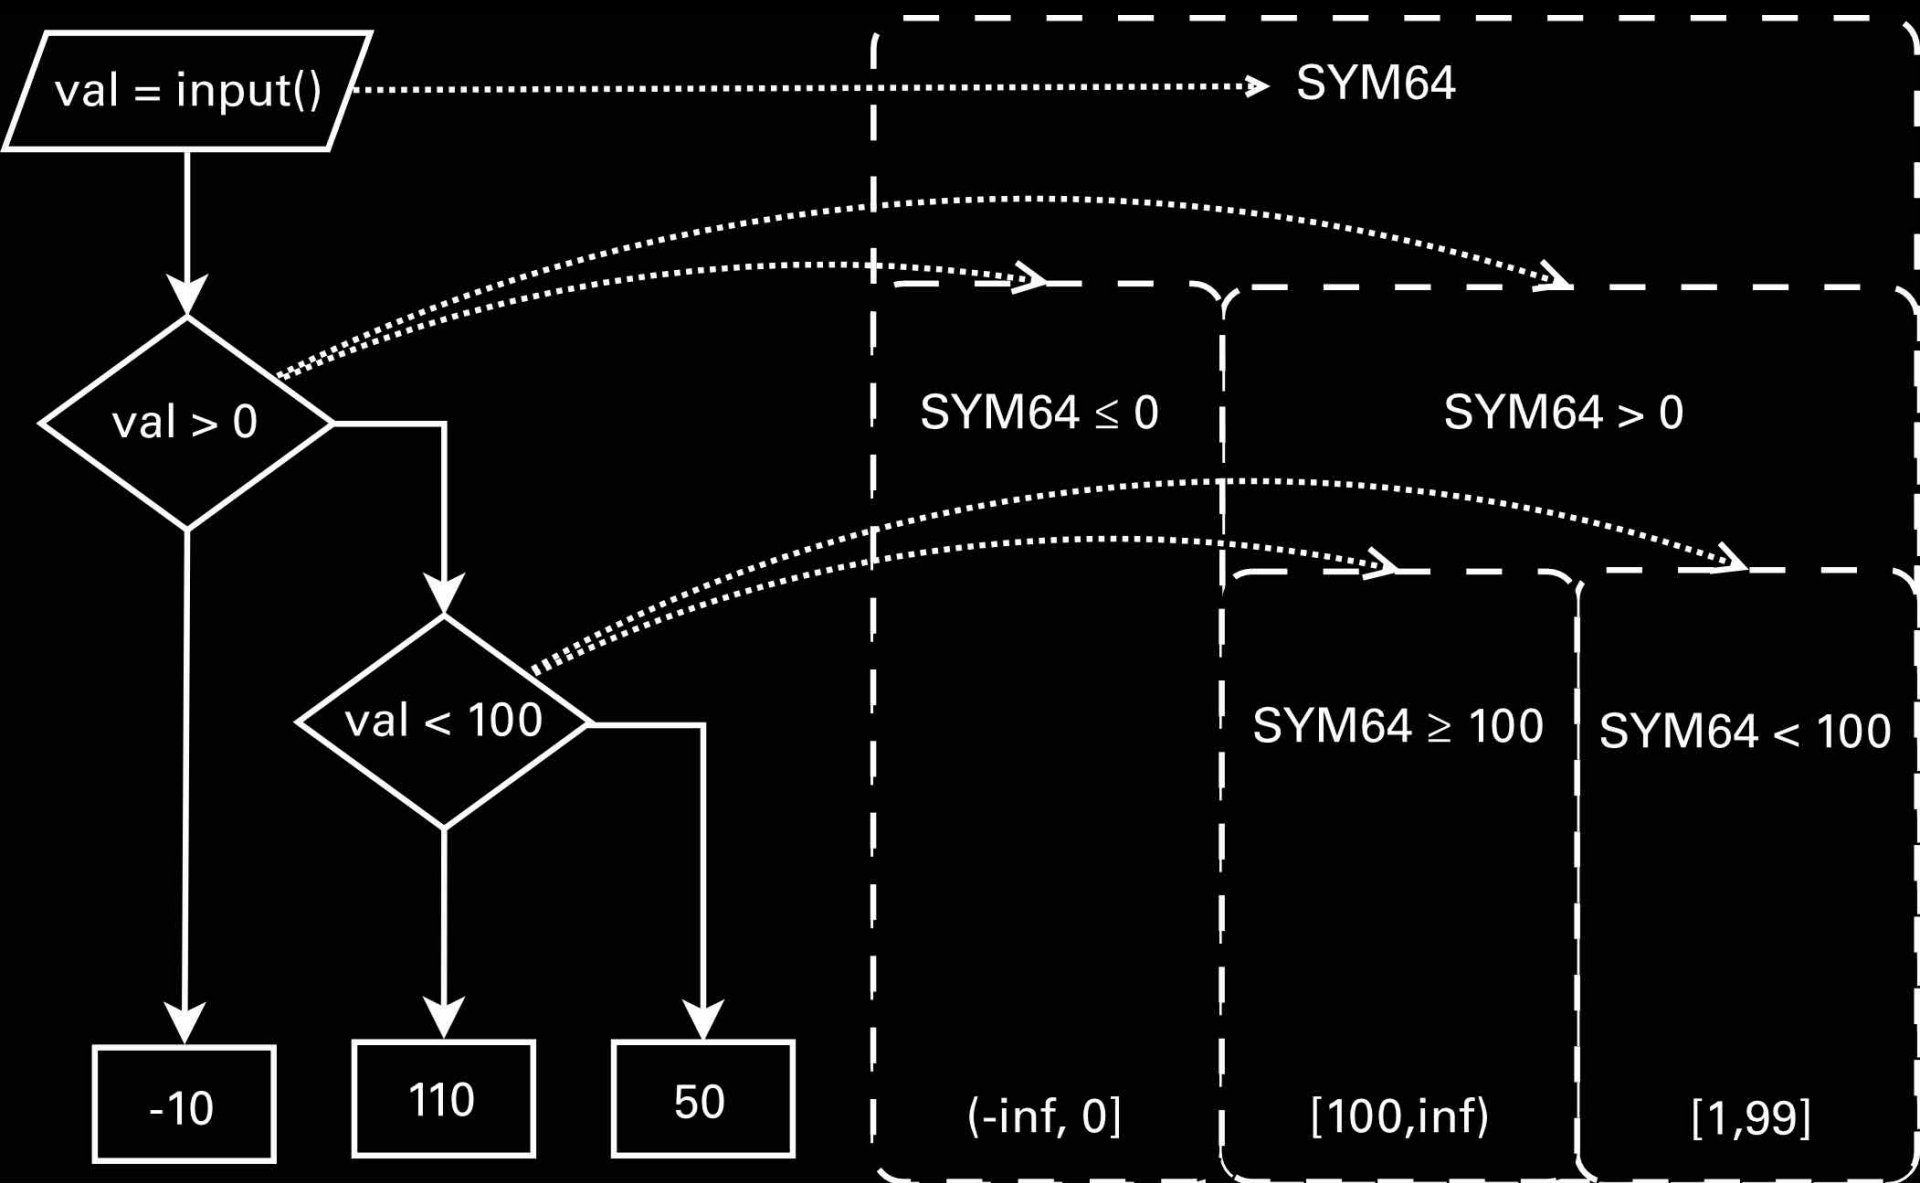 val = input()
SYM64
val > 0
SYM64 ≤ 0
SYM64 > 0
val < 100
SYM64 ≥ 100
SYM64 < 100
-10
110
50
(-inf, 0]
[100,inf)
[1,99]